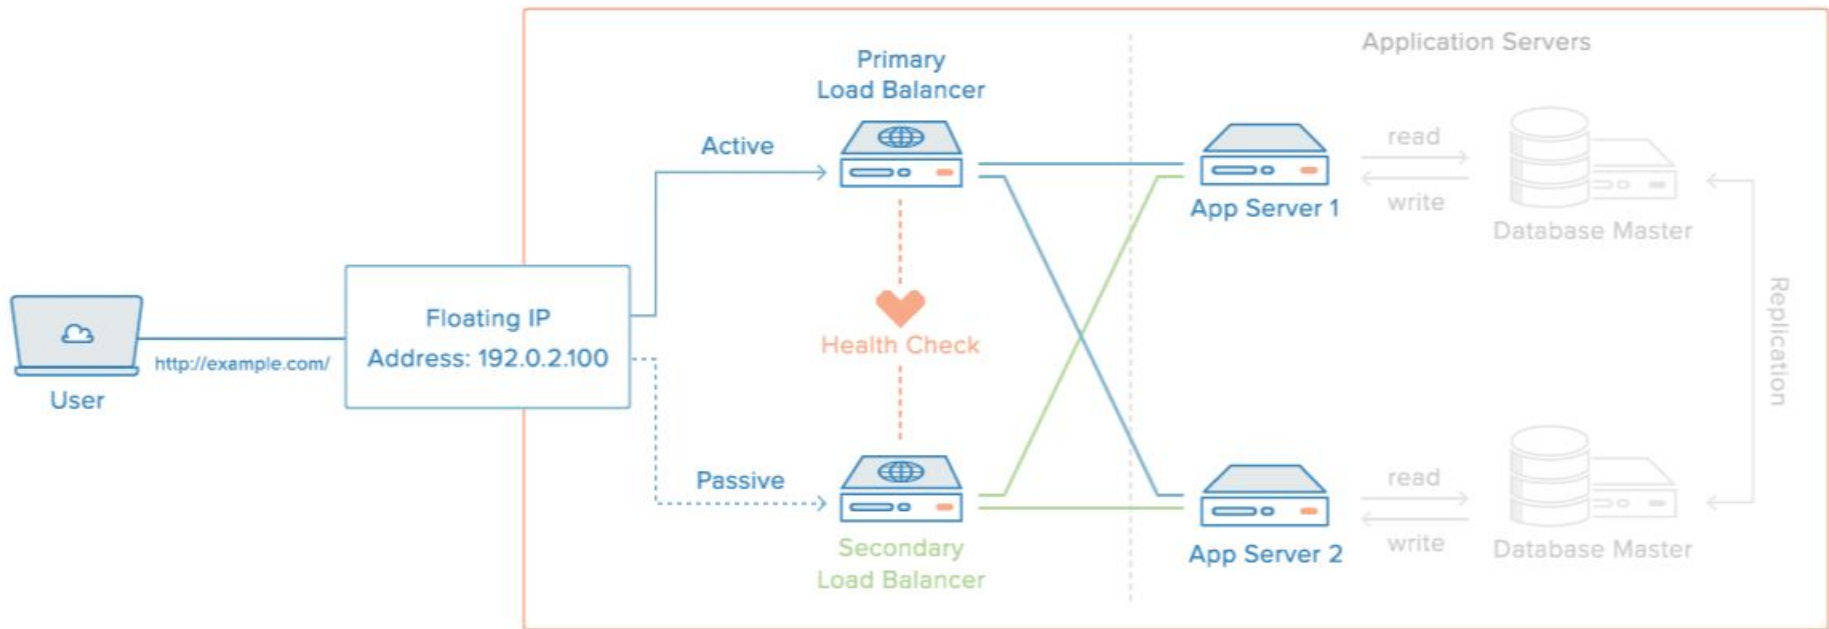 Application Servers
Primary
Load Balancer
Active
read
write
App Server 1
Database Master
Floating IP
Address: 192.0.2.100
http://example.com/
User
Health Check
Replication
Passive
Secondary
Load Balancer
read
write
App Server 2
Database Master